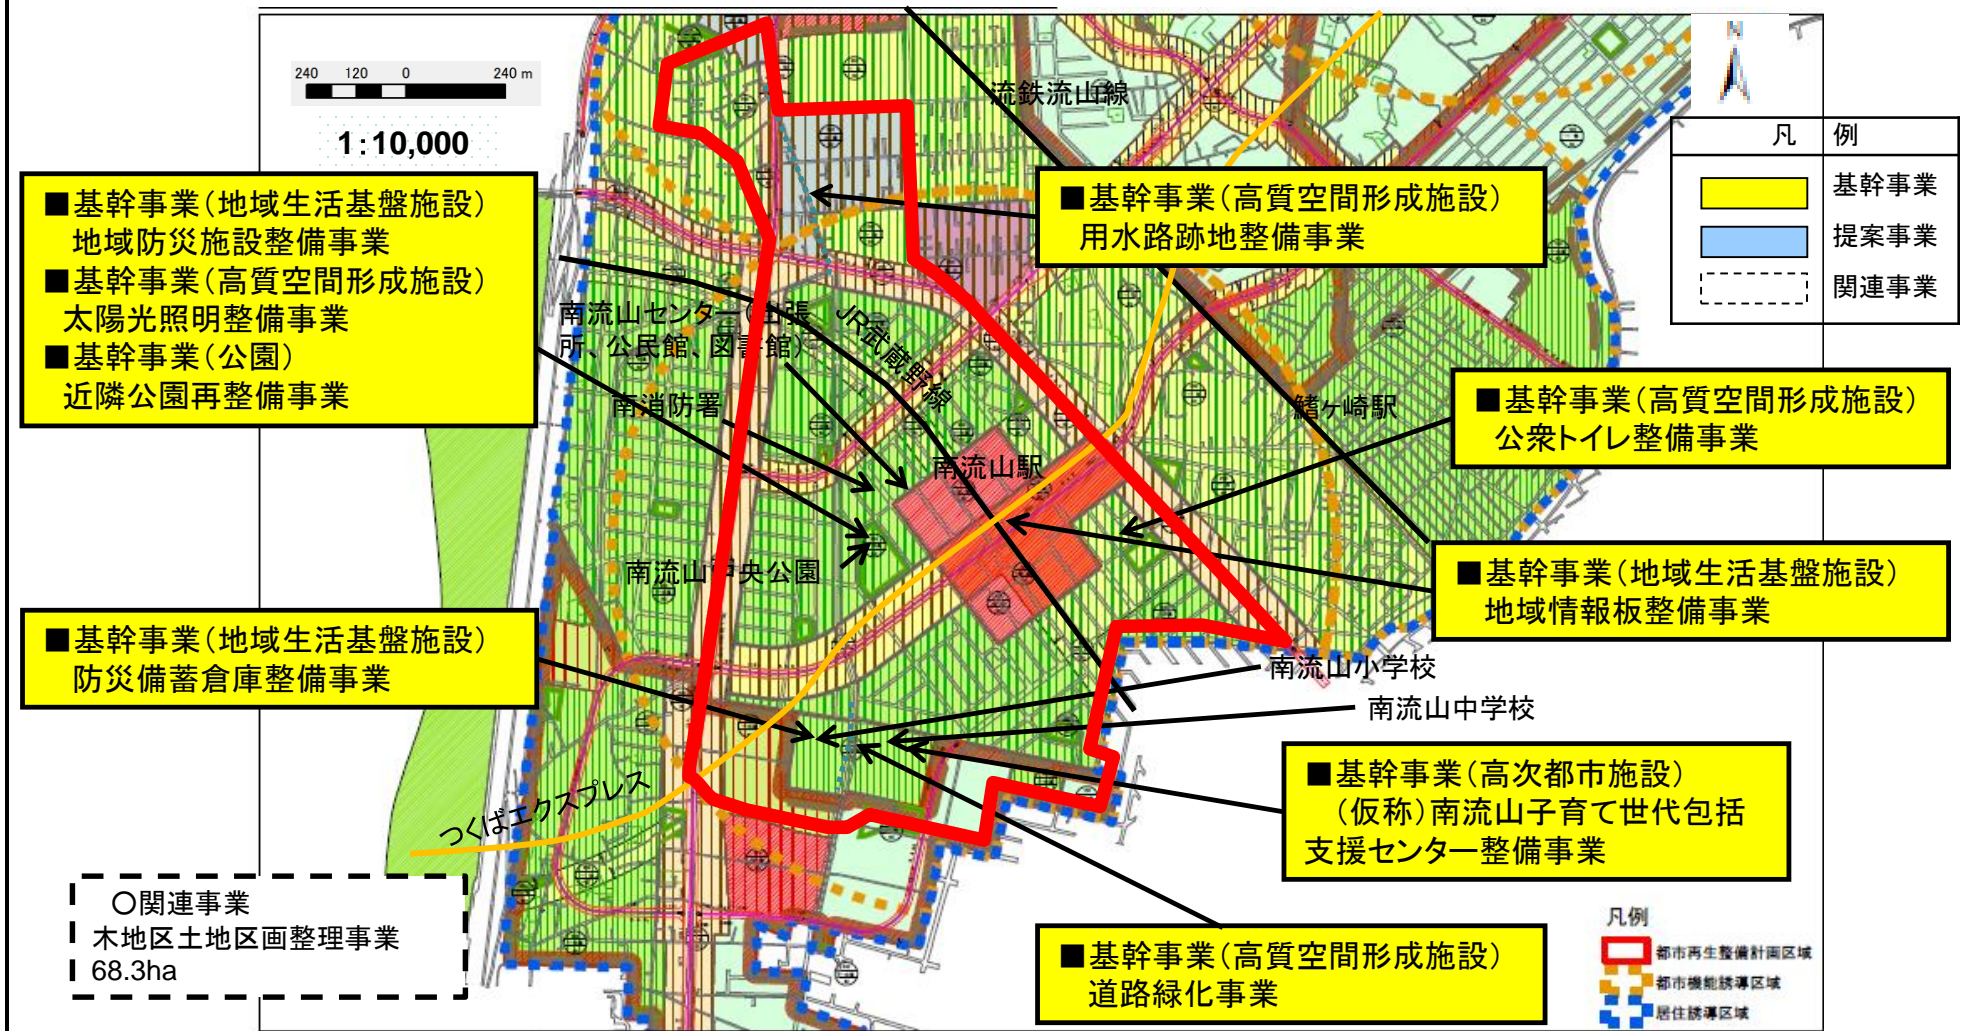 240 120 0 240 m
1:10,000
N
流鉄流山線
凡 例
基幹事業
提案事業
関連事業
■基幹事業(地域生活基盤施設)
地域防災施設整備事業
■基幹事業(高質空間形成施設)
太陽光照明整備事業
■基幹事業(公園)
近隣公園再整備事業
■基幹事業(高質空間形成施設)
用水路跡地整備事業
南流山センター(出張
所、公民館、図書館)
JR武蔵野線
南消防署
南流山駅
鰭ヶ崎駅
■基幹事業(高質空間形成施設)
公衆トイレ整備事業
南流山中央公園
■基幹事業(地域生活基盤施設)
地域情報板整備事業
■基幹事業(地域生活基盤施設)
防災備蓄倉庫整備事業
南流山小学校
南流山中学校
つくばエクスプレス
■基幹事業(高次都市施設)
(仮称)南流山子育て世代包括
支援センター整備事業
○関連事業
木地区土地区画整理事業
68.3ha
■基幹事業(高質空間形成施設)
道路緑化事業
凡例
都市再生整備計画区域
都市機能誘導区域
居住誘導区域